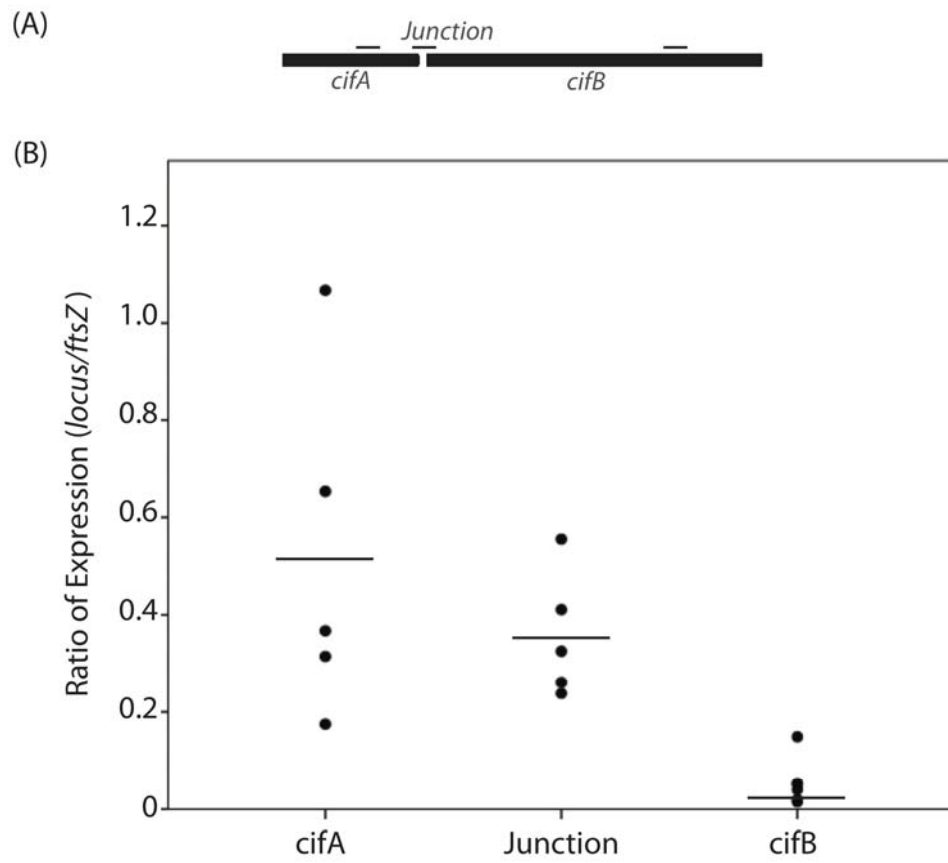 (A)
Junction
cifA
cifB
(B)
Ratio of Expression (locus/ftsZ)
1.2
1.0
0.8
0.6
0.4
0.2
0
cifA
Junction
cifB